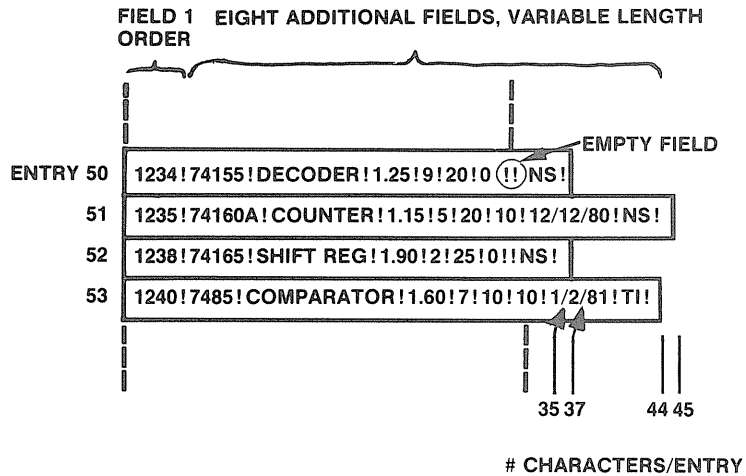 FIELD 1 EIGHT ADDITIONAL FIELDS, VARIABLE LENGTH
ORDER
EMPTY FIELD
ENTRY 50 1234!74155!DECODER!1.25!9!20!0 !!NS!
51 1235!74160A!COUNTER!1.15!5!20!10!12/12/80!NS!
52 1238!74165!SHIFT REG!1.90!2!25!0!!NS!
53 1240!7485!COMPARATOR!1.60!7!10!10!1/2/81!TI!
35 37 44 45
# CHARACTERS/ENTRY